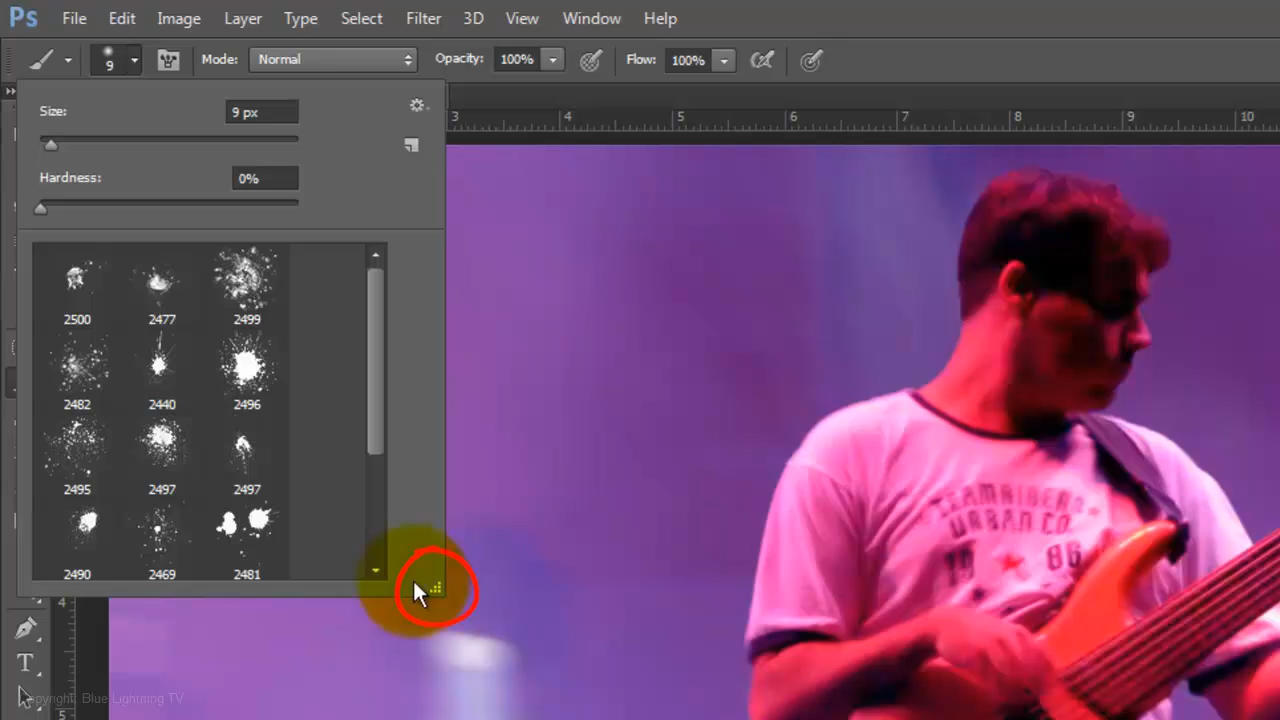 Ps File Edit Image Layer Type Select Filter 3D View Window Help
9 Mode: Normal Opacity: 100% Flow: 100%
Size: 9 px
3 4 5 6 7 8 9 10
Hardness: 0%
2500 2477 2499
2482 2440 2496
2495 2497 2497
2490 2469 2481
URBAN CO.
86
4
T
5
Copyright: Blue Lightning TV